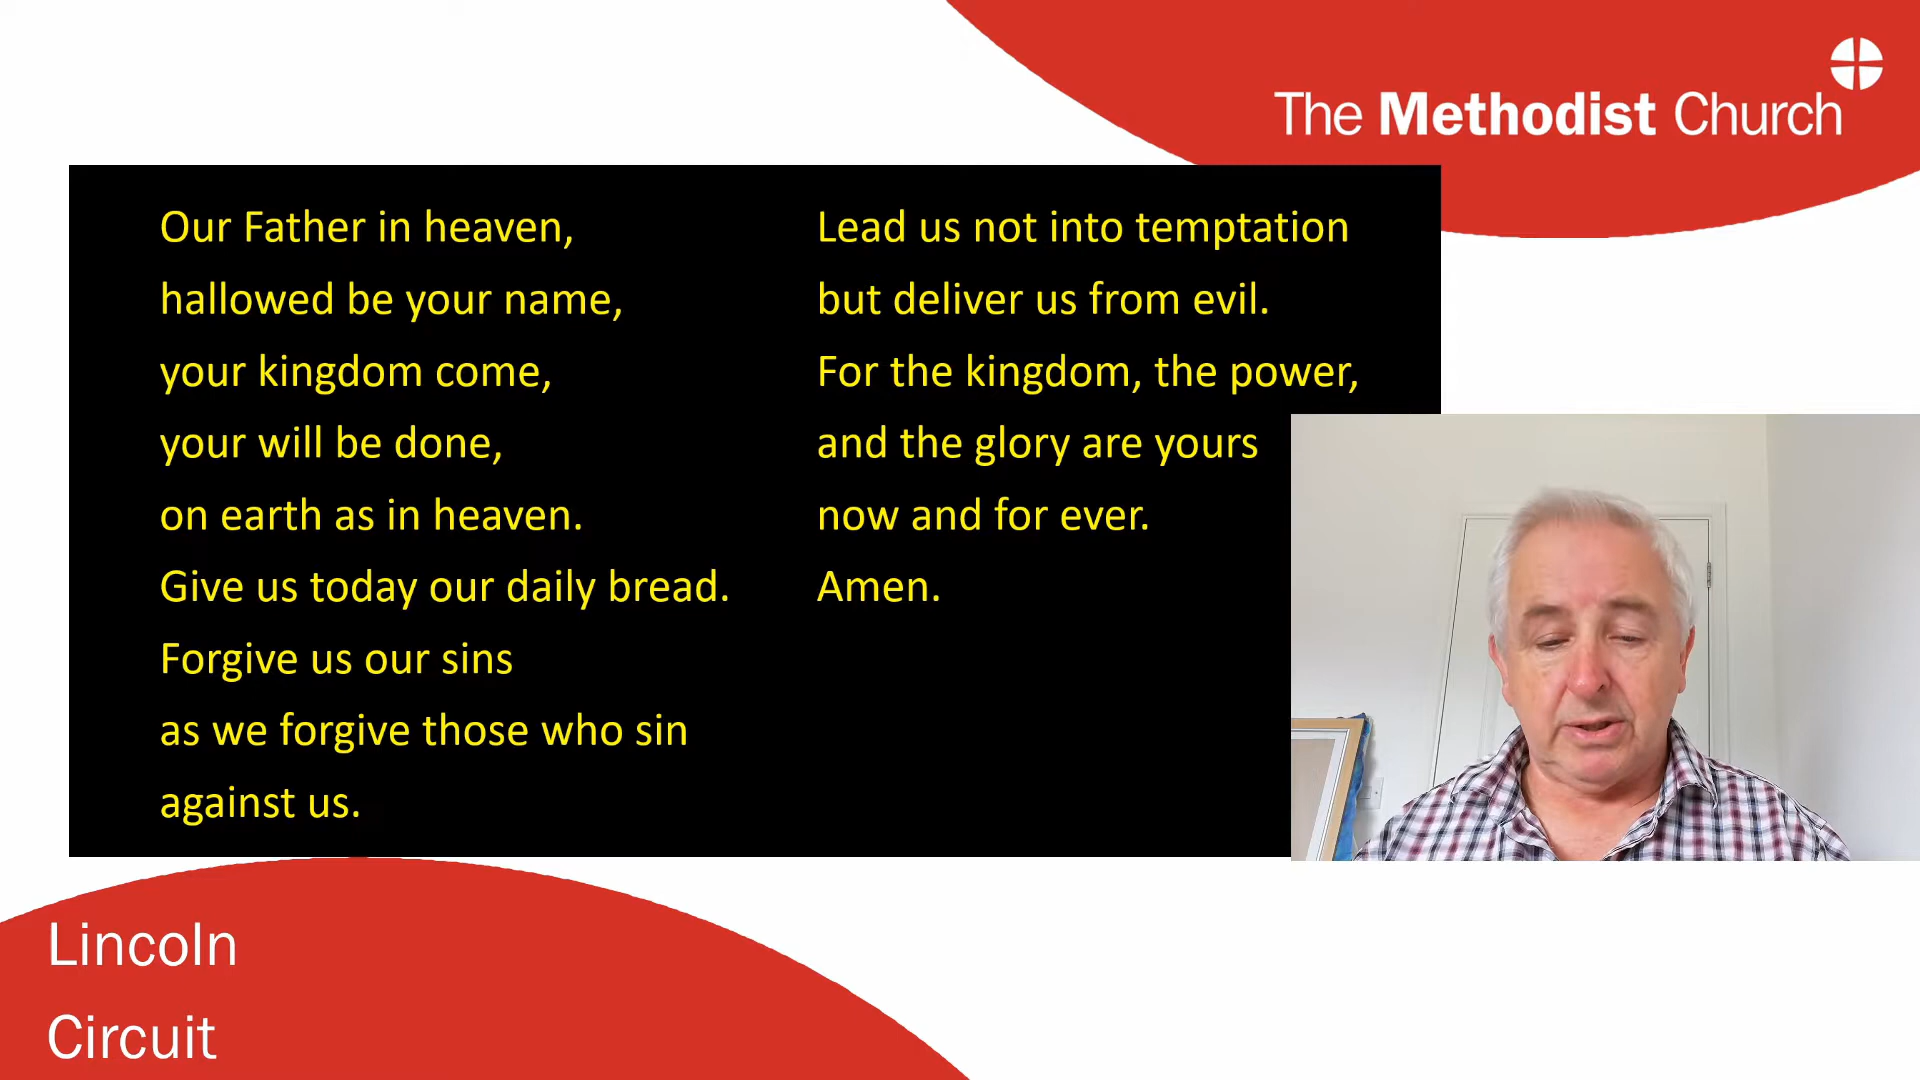 The Methodist Church
Our Father in heaven,
hallowed be your name,
your kingdom come,
your will be done,
on earth as in heaven.
Give us today our daily bread.
Forgive us our sins
as we forgive those who sin
against us.
Lead us not into temptation
but deliver us from evil.
For the kingdom, the power,
and the glory are yours
now and for ever.
Amen.
Lincoln
Circuit